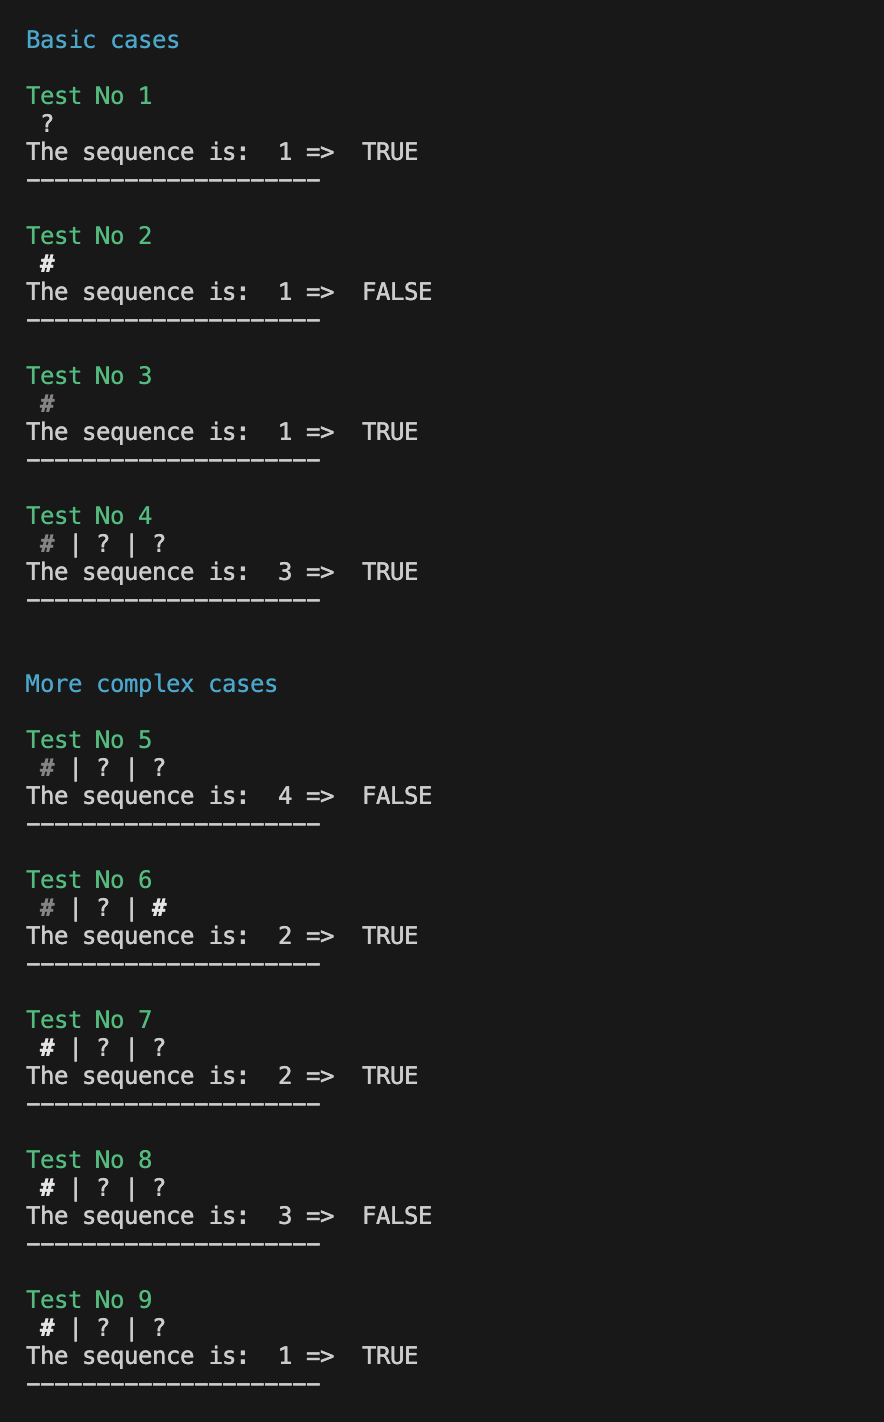 Basic cases
Test No 1
?
The sequence is:  1 =>  TRUE
---------------------
Test No 2
#
The sequence is:  1 =>  FALSE
---------------------
Test No 3
#
The sequence is:  1 =>  TRUE
---------------------
Test No 4
# | ? | ?
The sequence is:  3 =>  TRUE
---------------------
More complex cases
Test No 5
# | ? | ?
The sequence is:  4 =>  FALSE
---------------------
Test No 6
# | ? | #
The sequence is:  2 =>  TRUE
---------------------
Test No 7
# | ? | ?
The sequence is:  2 =>  TRUE
---------------------
Test No 8
# | ? | ?
The sequence is:  3 =>  FALSE
---------------------
Test No 9
# | ? | ?
The sequence is:  1 =>  TRUE
---------------------